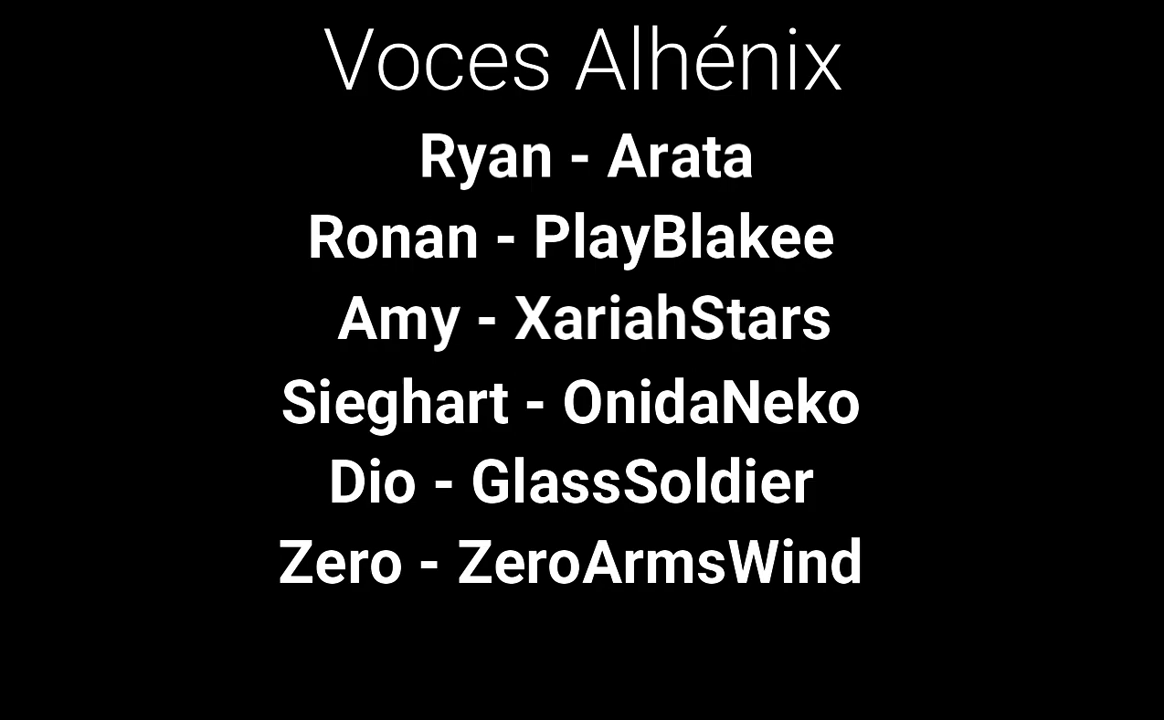 Voces Alhénix
Ryan - Arata
Ronan - PlayBlakee
Amy - XariahStars
Sieghart - OnidaNeko
Dio - GlassSoldier
Zero - ZeroArmsWind